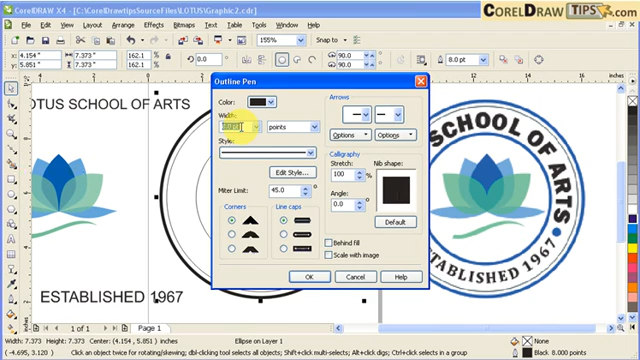 CORELDRAW TIPS.com
CorelDRAW X4 - [C:\CoreldrawtipsSourceFiles\LOTUS\Graphic2.cdr]
File Edit View Layout Arrange Effects Bitmaps Text Table Tools Window Help
155% Snap to
x: 4.154 " 7.373 " 162.1 % 0.0 ° 90.0 ° 8.0 pt
y: 5.851 " 7.373 " 162.1 90.0
LOTUS SCHOOL OF ARTS
ESTABLISHED 1967
Outline Pen
Color:
Width:
points
Style:
Edit Style...
Miter Limit: 45.0 °
Corners
Line caps
Arrows
Options Options
Calligraphy
Stretch:
100 %
Angle:
0.0 °
Nib shape:
Default
Behind fill
Scale with image
OK Cancel Help
SCHOOL OF ARTS
ESTABLISHED 1967
1 of 1 Page 1
Width: 7.373 Height: 7.373 Center: (4.154 , 5.851 ) inches Ellipse on Layer 1 None
(-4.695, 3.120 ) Click an object twice for rotating/skewing; dbl-clicking tool selects all objects; Shift+click multi-selects; Alt+click digs; Ctrl+click selects in a group Black 8.000 points